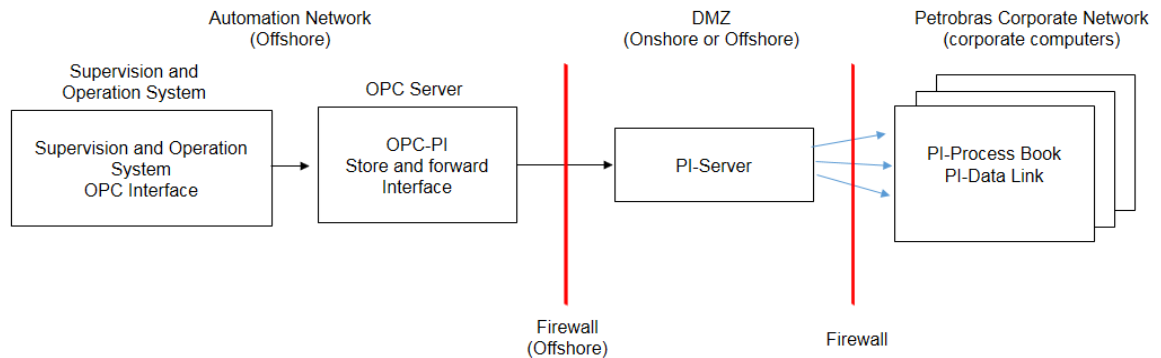 Automation Network
(Offshore)
DMZ
(Onshore or Offshore)
Petrobras Corporate Network
(corporate computers)
Supervision and
Operation System
OPC Server
Supervision and Operation
System
OPC Interface
OPC-PI
Store and forward
Interface
PI-Server
PI-Process Book
PI-Data Link
Firewall
(Offshore)
Firewall